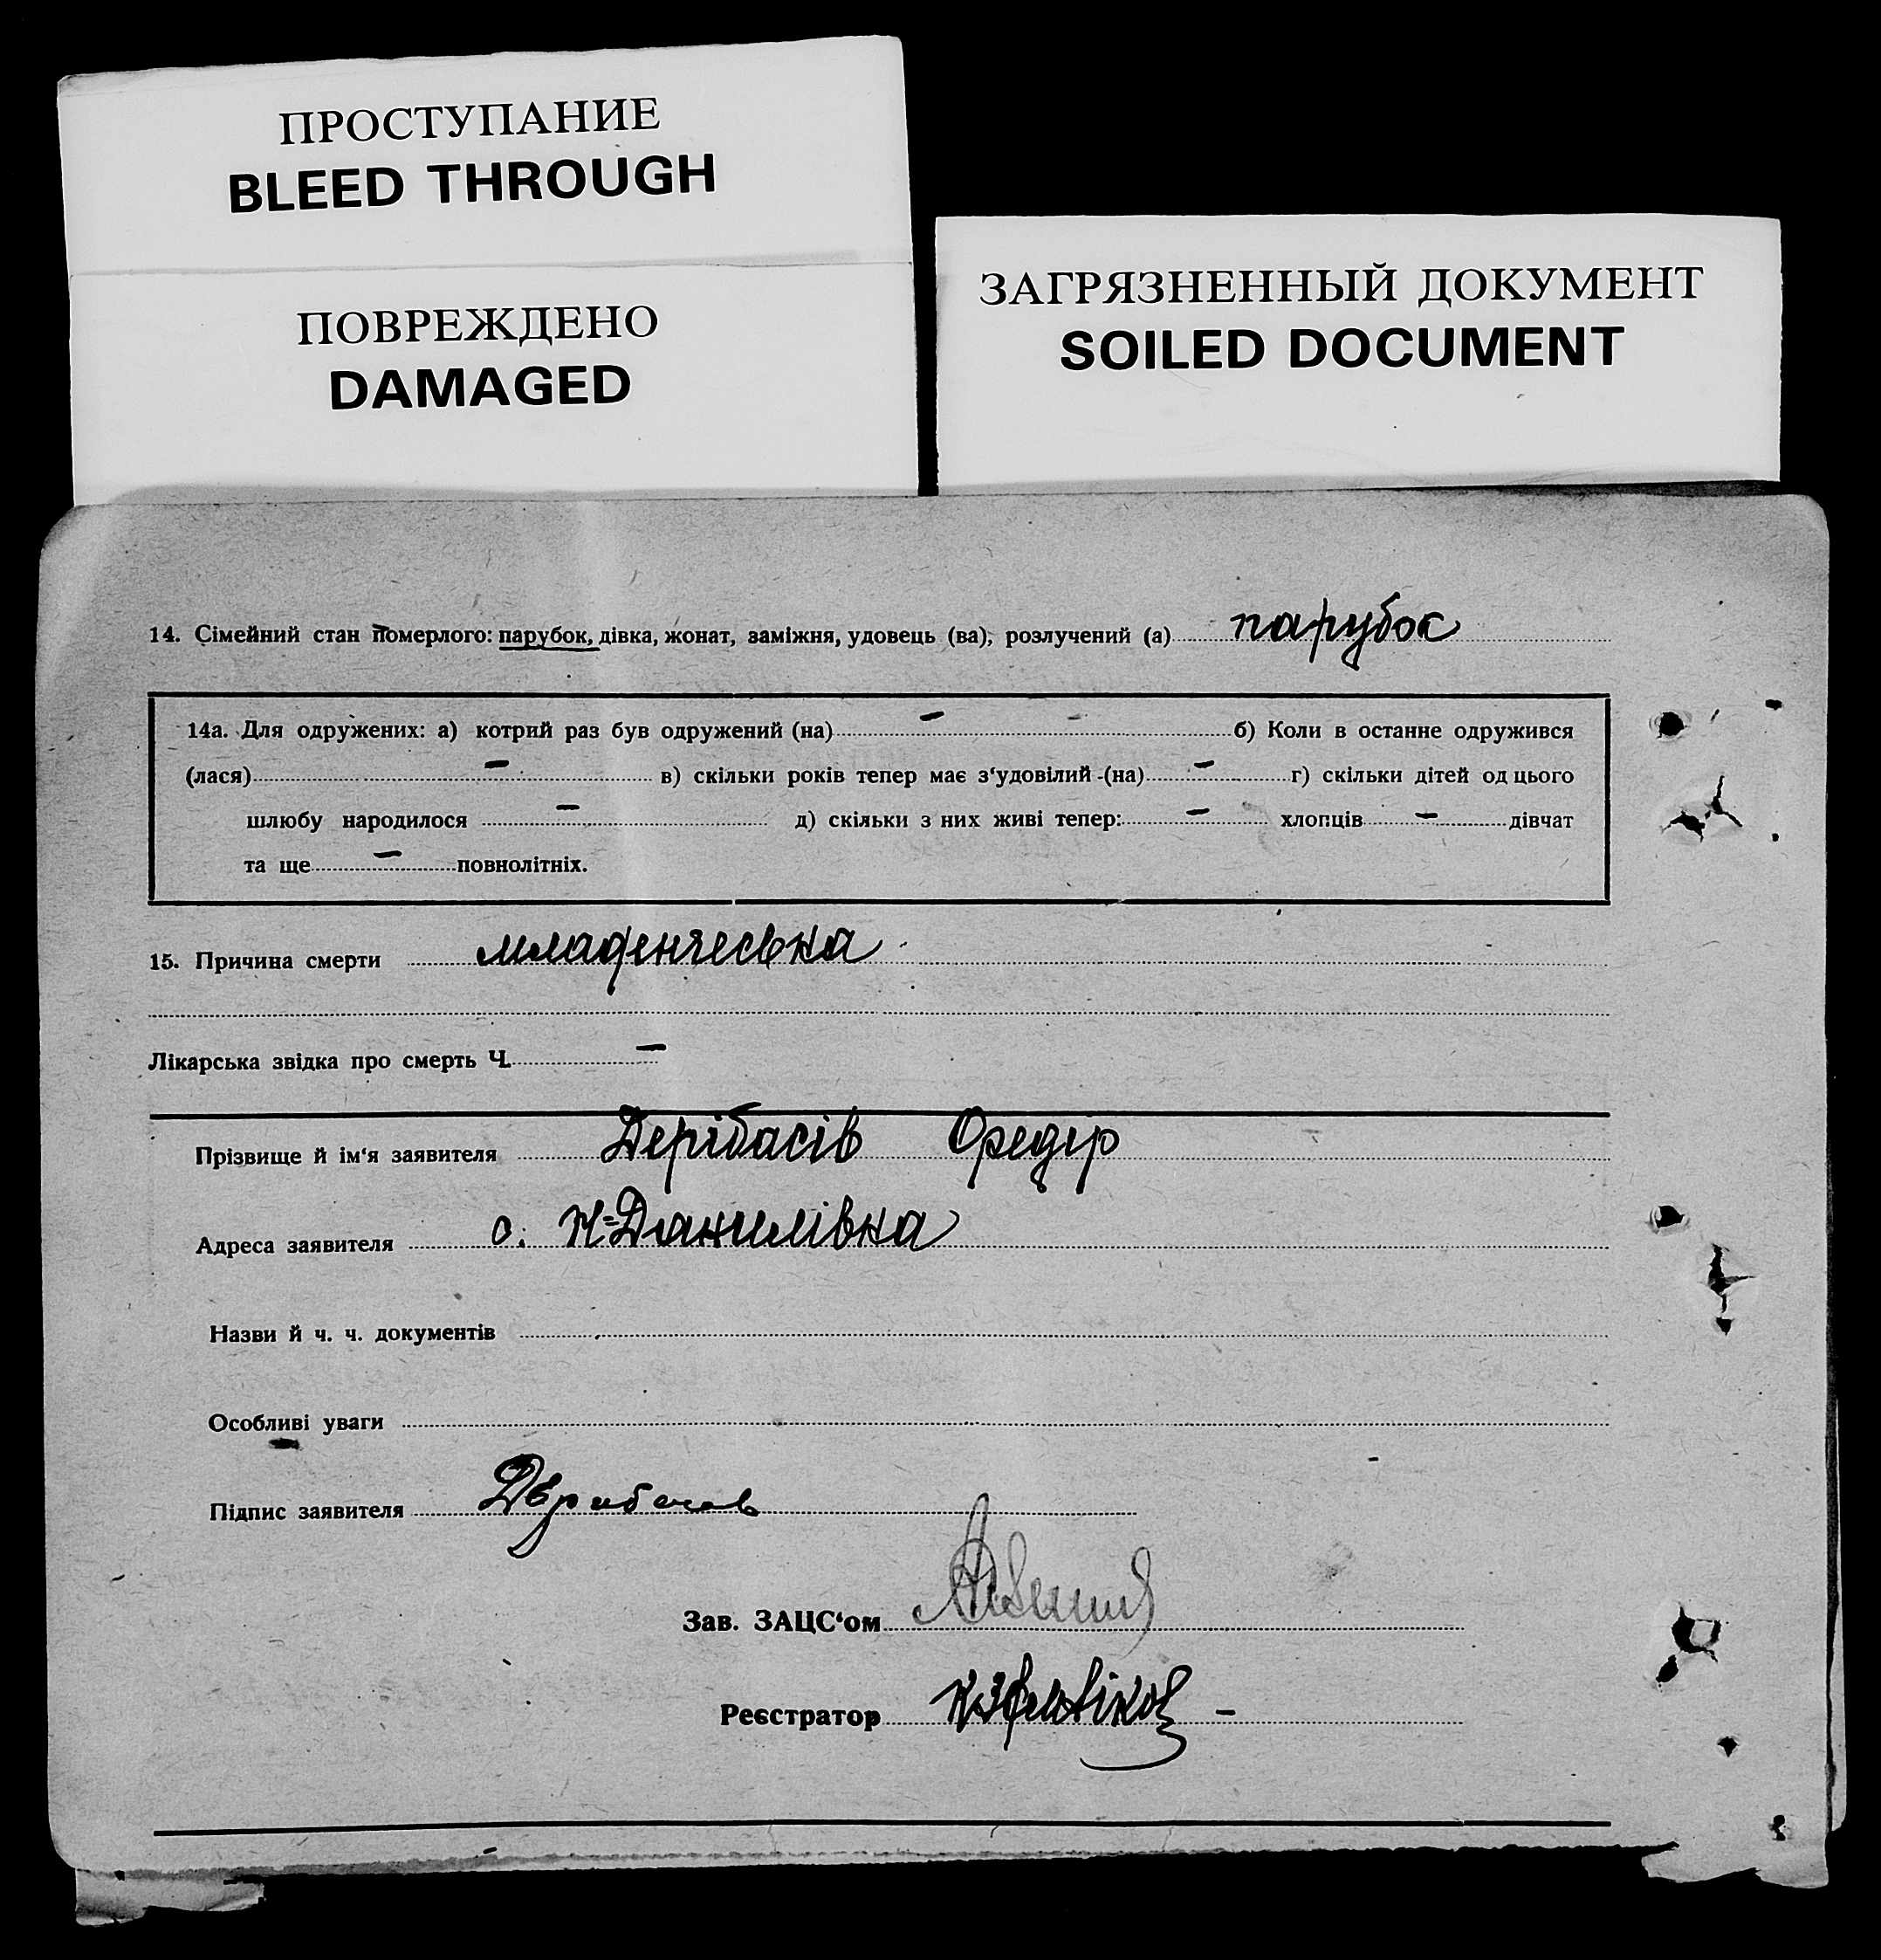 ПРОСТУПАНИЕ
BLEED THROUGH
ПОВРЕЖДЕНО
DAMAGED
ЗАГРЯЗНЕННЫЙ ДОКУМЕНТ
SOILED DOCUMENT
14. Сімейний стан померлого: парубок, дівка, жонат, заміжня, удовець (ва), розлучений (а) парубок
14а. Для одружених: а) котрий раз був одружений (на) – б) Коли в останне одружився
(лася) – в) скільки років тепер має з‘удовілий (на) – г) скільки дітей од цього
шлюбу народилося – д) скільки з них живі тепер: – хлопців – дівчат
та ще – повнолітніх.
15. Причина смерти младенческа
Лікарська звідка про смерть Ч. –
Прізвище й ім‘я заявителя Дерібасів Федір
Адреса заявителя с. Н=Данилівка
Назви й ч. ч. документів
Особливі уваги
Підпис заявителя Дерибасов
Зав. ЗАЦС‘ом
Реєстратор